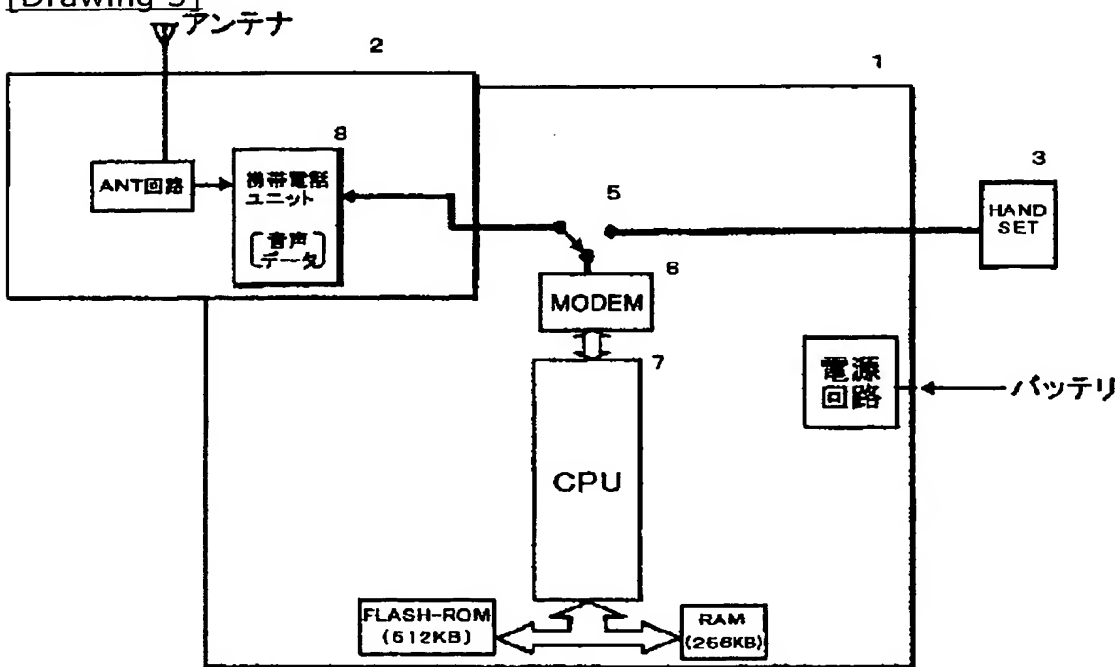 [Drawing 3]
アンテナ
2
1
8
3
ANT回路
携帯電話
ユニット
音声
データ
5
HAND
SET
6
MODEM
7
電源
回路
バッテリ
CPU
FLASH-ROM
(512KB)
RAM
(256KB)